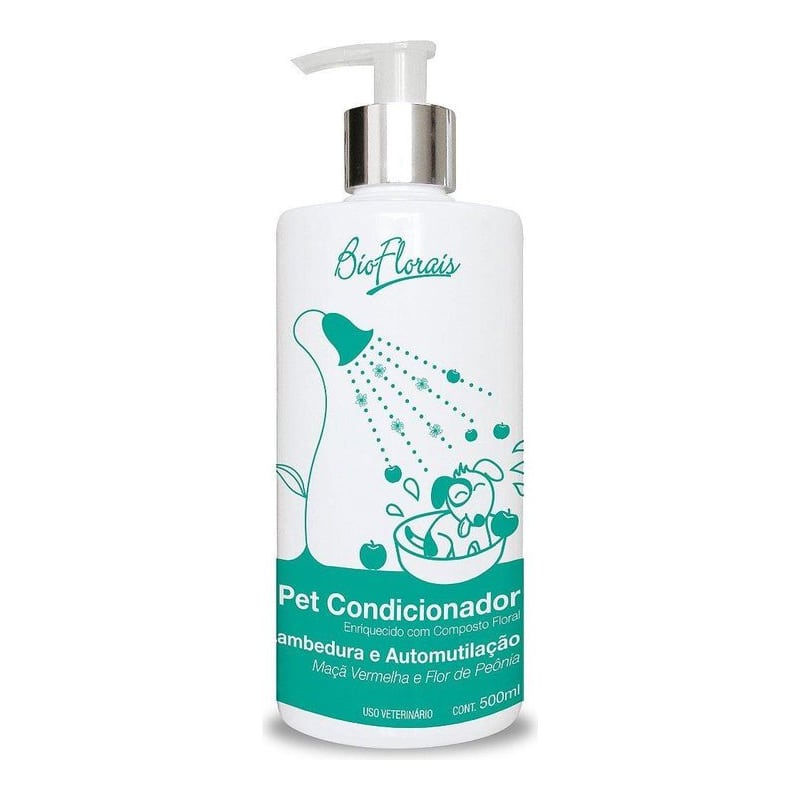 BioFlorais
Pet Condicionador
Enriquecido com Composto Floral
Lambedura e Automutilação
Maçã Vermelha e Flor de Peônia
USO VETERINÁRIO CONT. 500ml